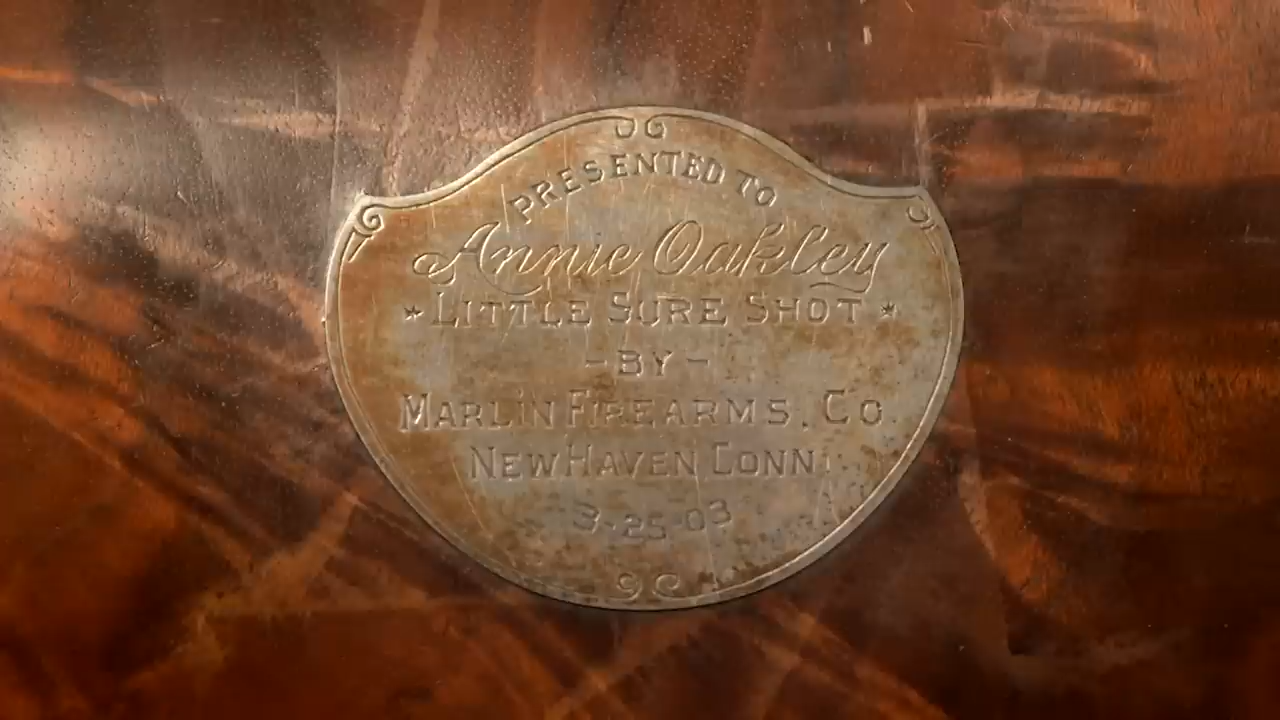 PRESENTED TO
Annie Oakley
* LITTLE SURE SHOT *
- BY -
MARLIN FIREARMS, CO
NEW HAVEN CONN.
3-25-03